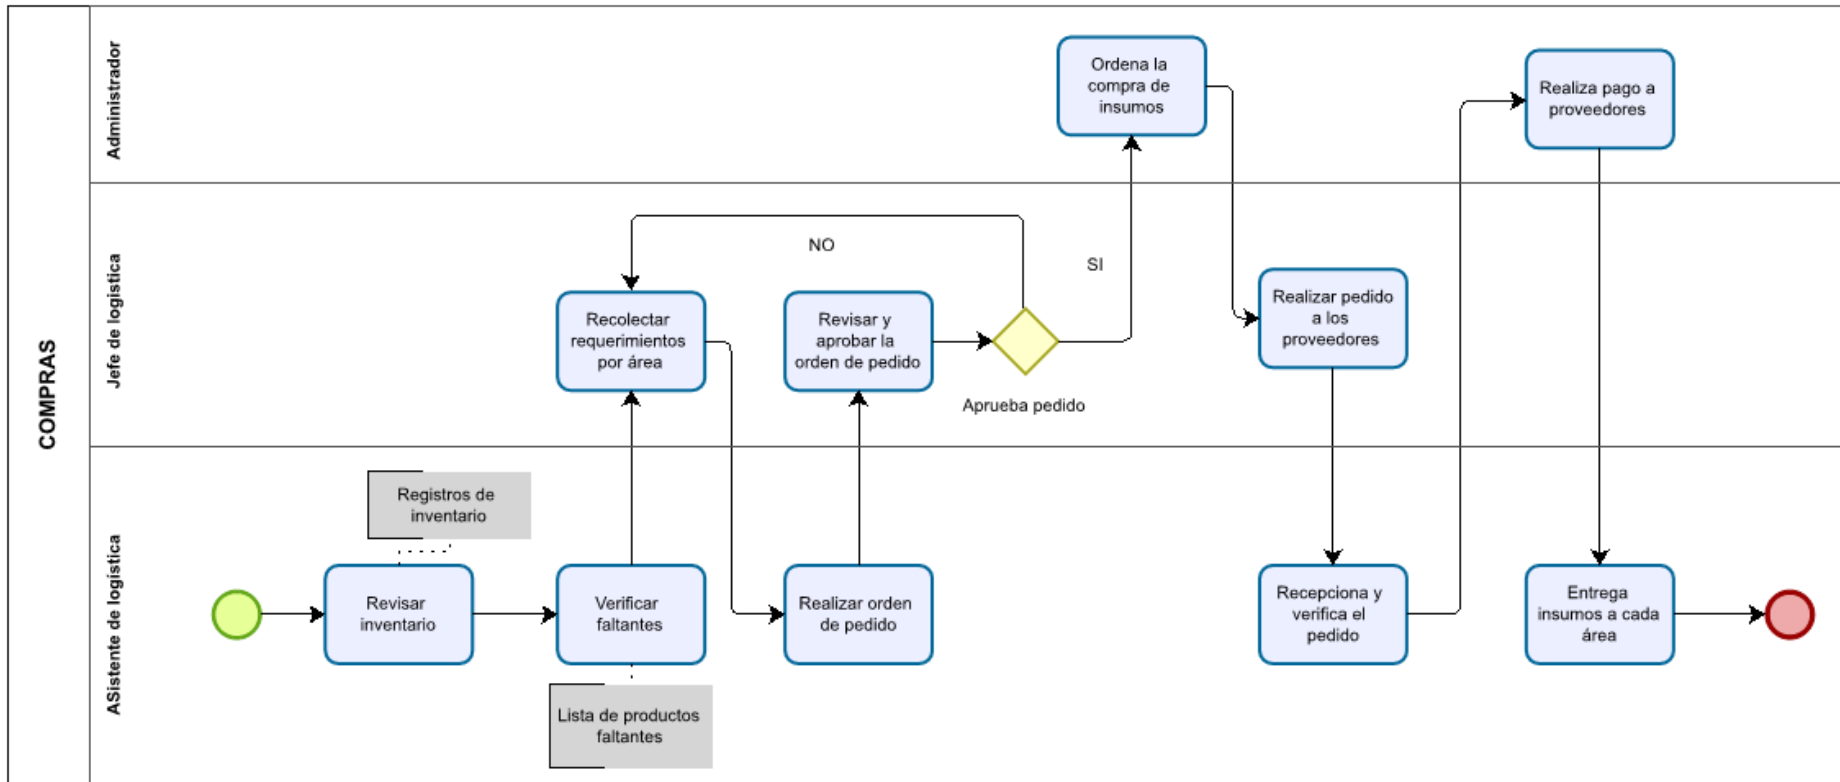 COMPRAS
Administrador
Ordena la
compra de
insumos
Realiza pago a
proveedores
Jefe de logística
NO
SI
Recolectar
requerimientos
por área
Revisar y
aprobar la
orden de pedido
Aprueba pedido
Realizar pedido
a los
proveedores
ASistente de logística
Registros de
inventario
Revisar
inventario
Verificar
faltantes
Lista de productos
faltantes
Realizar orden
de pedido
Recepciona y
verifica el
pedido
Entrega
insumos a cada
área